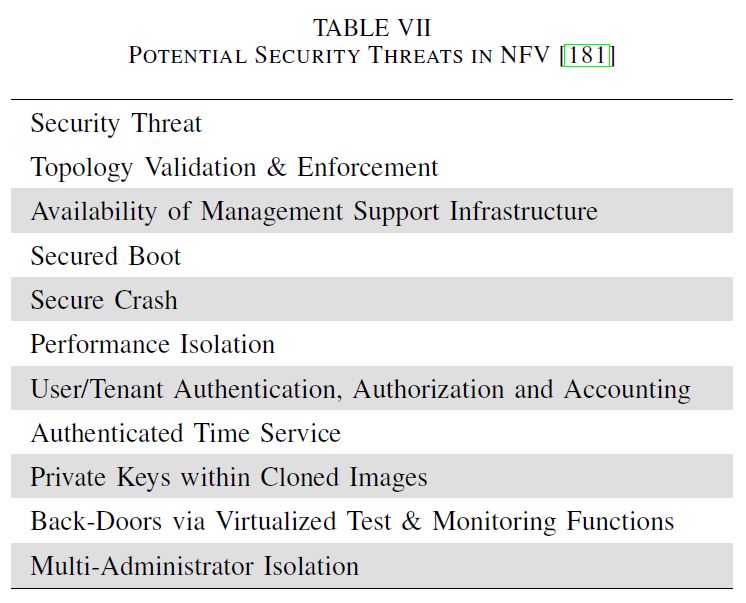 TABLE VII
POTENTIAL SECURITY THREATS IN NFV [181]
Security Threat
Topology Validation & Enforcement
Availability of Management Support Infrastructure
Secured Boot
Secure Crash
Performance Isolation
User/Tenant Authentication, Authorization and Accounting
Authenticated Time Service
Private Keys within Cloned Images
Back-Doors via Virtualized Test & Monitoring Functions
Multi-Administrator Isolation